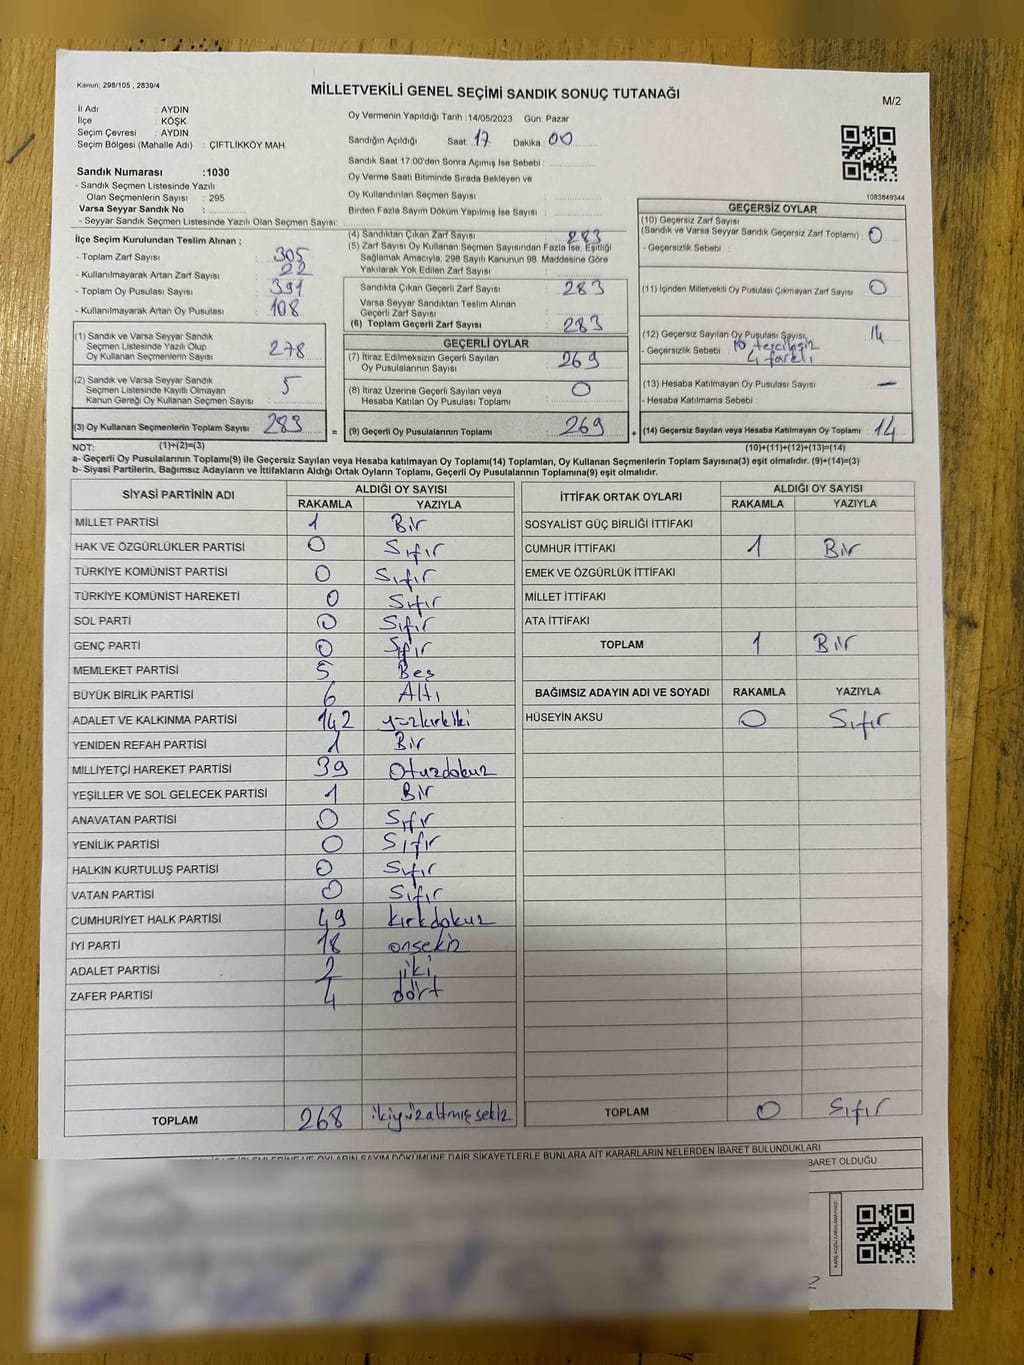 Kanun: 298/105 , 2839/4
MİLLETVEKİLİ GENEL SEÇİMİ SANDIK SONUÇ TUTANAĞI
M/2
İl Adı : AYDIN
İlçe : KÖŞK
Seçim Çevresi : AYDIN
Seçim Bölgesi (Mahalle Adı) : ÇİFTLİKKÖY MAH.
Oy Vermenin Yapıldığı Tarih :14/05/2023 Gün: Pazar
Sandığın Açıldığı Saat: 17 Dakika: 00
Sandık Saat 17:00'den Sonra Açımış İse Sebebi :
Oy Verme Saati Bitiminde Sırada Bekleyen ve
Oy Kullandırılan Seçmen Sayısı :
Birden Fazla Sayım Döküm Yapılmış İse Sayısı :
Sandık Numarası :1030
- Sandık Seçmen Listesinde Yazılı
Olan Seçmenlerin Sayısı : 295
Varsa Seyyar Sandık No :
- Seyyar Sandık Seçmen Listesinde Yazılı Olan Seçmen Sayısı:
1083849344
İlçe Seçim Kurulundan Teslim Alınan ;
- Toplam Zarf Sayısı : 305
- Kullanılmayarak Artan Zarf Sayısı : 22
- Toplam Oy Pusulası Sayısı : 391
- Kullanılmayarak Artan Oy Pusulası : 108
(1) Sandık ve Varsa Seyyar Sandık
Seçmen Listesinde Yazılı Olup
Oy Kullanan Seçmenlerin Sayısı : 278
(2) Sandık ve Varsa Seyyar Sandık
Seçmen Listesinde Kayıtlı Olmayan
Kanun Gereği Oy Kullanan Seçmen Sayısı : 5
(3) Oy Kullanan Seçmenlerin Toplam Sayısı : 283
(4) Sandıktan Çıkan Zarf Sayısı : 283
(5) Zarf Sayısı Oy Kullanan Seçmen Sayısından Fazla İse, Eşitliği
Sağlamak Amacıyla, 298 Sayılı Kanunun 98. Maddesine Göre
Yakılarak Yok Edilen Zarf Sayısı :
Sandıkta Çıkan Geçerli Zarf Sayısı : 283
Varsa Seyyar Sandıktan Teslim Alınan
Geçerli Zarf Sayısı :
(6) Toplam Geçerli Zarf Sayısı : 283
GEÇERLİ OYLAR
(7) İtiraz Edilmeksizin Geçerli Sayılan
Oy Pusulalarının Sayısı : 269
(8) İtiraz Üzerine Geçerli Sayılan veya
Hesaba Katılan Oy Pusulası Toplamı : 0
= (9) Geçerli Oy Pusulalarının Toplamı : 269
GEÇERSİZ OYLAR
(10) Geçersiz Zarf Sayısı
(Sandık ve Varsa Seyyar Sandık Geçersiz Zarf Toplamı) : 0
- Geçersizlik Sebebi :
(11) İçinden Milletvekili Oy Pusulası Çıkmayan Zarf Sayısı : 0
(12) Geçersiz Sayılan Oy Pusulası Sayısı : 14
- Geçersizlik Sebebi : 10 tercihsiz
4 farklı
(13) Hesaba Katılmayan Oy Pusulası Sayısı : —
- Hesaba Katılmama Sebebi :
+ (14) Geçersiz Sayılan veya Hesaba Katılmayan Oy Toplamı : 14
NOT: (1)+(2)=(3)
(10)+(11)+(12)+(13)=(14)
a- Geçerli Oy Pusulalarının Toplamı(9) ile Geçersiz Sayılan veya Hesaba katılmayan Oy Toplamı(14) Toplamları, Oy Kullanan Seçmenlerin Toplam Sayısına(3) eşit olmalıdır. (9)+(14)=(3)
b- Siyasi Partilerin, Bağımsız Adayların ve İttifakların Aldığı Ortak Oyların Toplamı, Geçerli Oy Pusulalarının Toplamına(9) eşit olmalıdır.
SİYASİ PARTİNİN ADI ALDIĞI OY SAYISI
RAKAMLA YAZIYLA
MİLLET PARTİSİ 1 Bir
HAK VE ÖZGÜRLÜKLER PARTİSİ 0 Sıfır
TÜRKİYE KOMÜNİST PARTİSİ 0 Sıfır
TÜRKİYE KOMÜNİST HAREKETİ 0 Sıfır
SOL PARTİ 0 Sıfır
GENÇ PARTİ 0 Sıfır
MEMLEKET PARTİSİ 5 Beş
BÜYÜK BİRLİK PARTİSİ 6 Altı
ADALET VE KALKINMA PARTİSİ 142 yüzkırkiki
YENİDEN REFAH PARTİSİ 1 Bir
MİLLİYETÇİ HAREKET PARTİSİ 39 Otuzdokuz
YEŞİLLER VE SOL GELECEK PARTİSİ 1 Bir
ANAVATAN PARTİSİ 0 Sıfır
YENİLİK PARTİSİ 0 Sıfır
HALKIN KURTULUŞ PARTİSİ 0 Sıfır
VATAN PARTİSİ 0 Sıfır
CUMHURİYET HALK PARTİSİ 49 kırkdokuz
İYİ PARTİ 18 onsekiz
ADALET PARTİSİ 2 iki
ZAFER PARTİSİ 4 dört
TOPLAM 268 ikiyüzaltmışsekiz
İTTİFAK ORTAK OYLARI ALDIĞI OY SAYISI
RAKAMLA YAZIYLA
SOSYALİST GÜÇ BİRLİĞİ İTTİFAKI
CUMHUR İTTİFAKI 1 Bir
EMEK VE ÖZGÜRLÜK İTTİFAKI
MİLLET İTTİFAKI
ATA İTTİFAKI
TOPLAM 1 Bir
BAĞIMSIZ ADAYIN ADI VE SOYADI RAKAMLA YAZIYLA
HÜSEYİN AKSU 0 Sıfır
TOPLAM 0 Sıfır
OYLARIN SAYIM DÖKÜMÜNE DAİR ŞİKAYETLERLE BUNLARA AİT KARARLARIN NELERDEN İBARET BULUNDUKLARI
BARET OLDUĞU